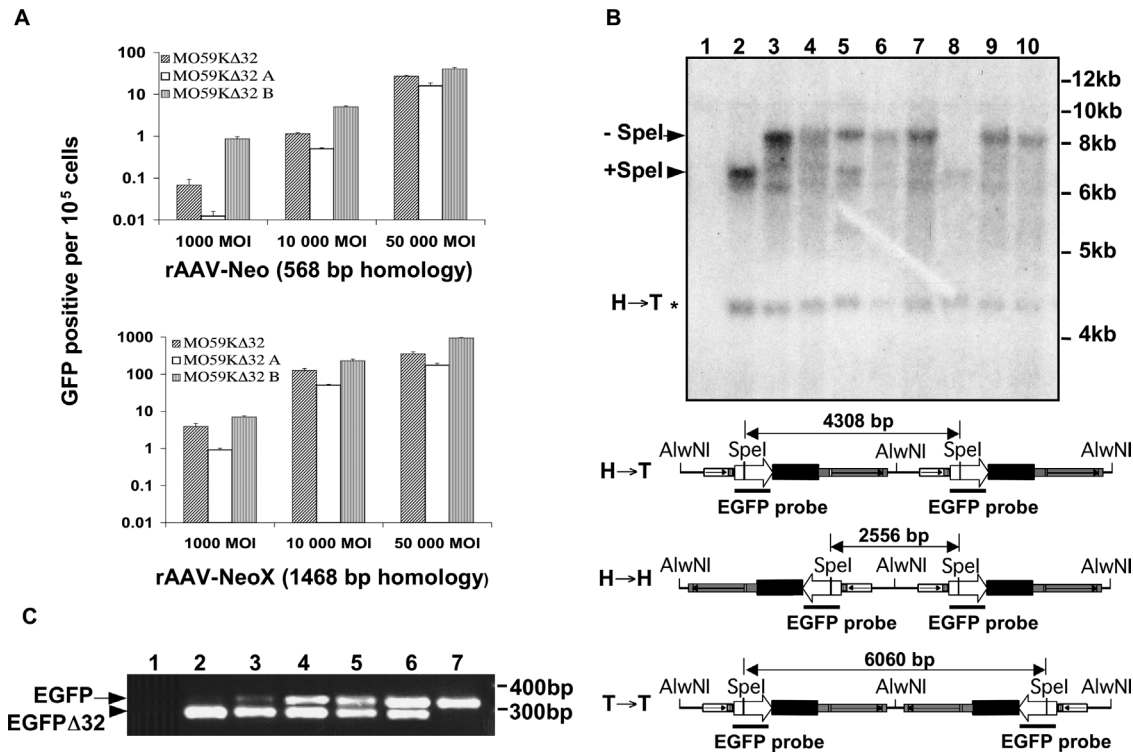 A
GFP positive per 10⁵ cells
100
10
1
0.1
0.01
MO59KΔ32
MO59KΔ32 A
MO59KΔ32 B
1000 MOI 10 000 MOI 50 000 MOI
rAAV-Neo (568 bp homology)
1000
100
10
1
0.1
0.01
MO59KΔ32
MO59KΔ32 A
MO59KΔ32 B
1000 MOI 10 000 MOI 50 000 MOI
rAAV-NeoX (1468 bp homology)
B
1 2 3 4 5 6 7 8 9 10
- SpeI
+SpeI
H→T *
12kb
10kb
8kb
6kb
5kb
4kb
4308 bp
AlwNI SpeI AlwNI SpeI AlwNI
H→T
EGFP probe EGFP probe
2556 bp
AlwNI SpeI AlwNI SpeI AlwNI
H→H
EGFP probe EGFP probe
6060 bp
AlwNI SpeI AlwNI SpeI AlwNI
T→T
EGFP probe EGFP probe
C
1 2 3 4 5 6 7
EGFP
EGFPΔ32
400bp
300bp